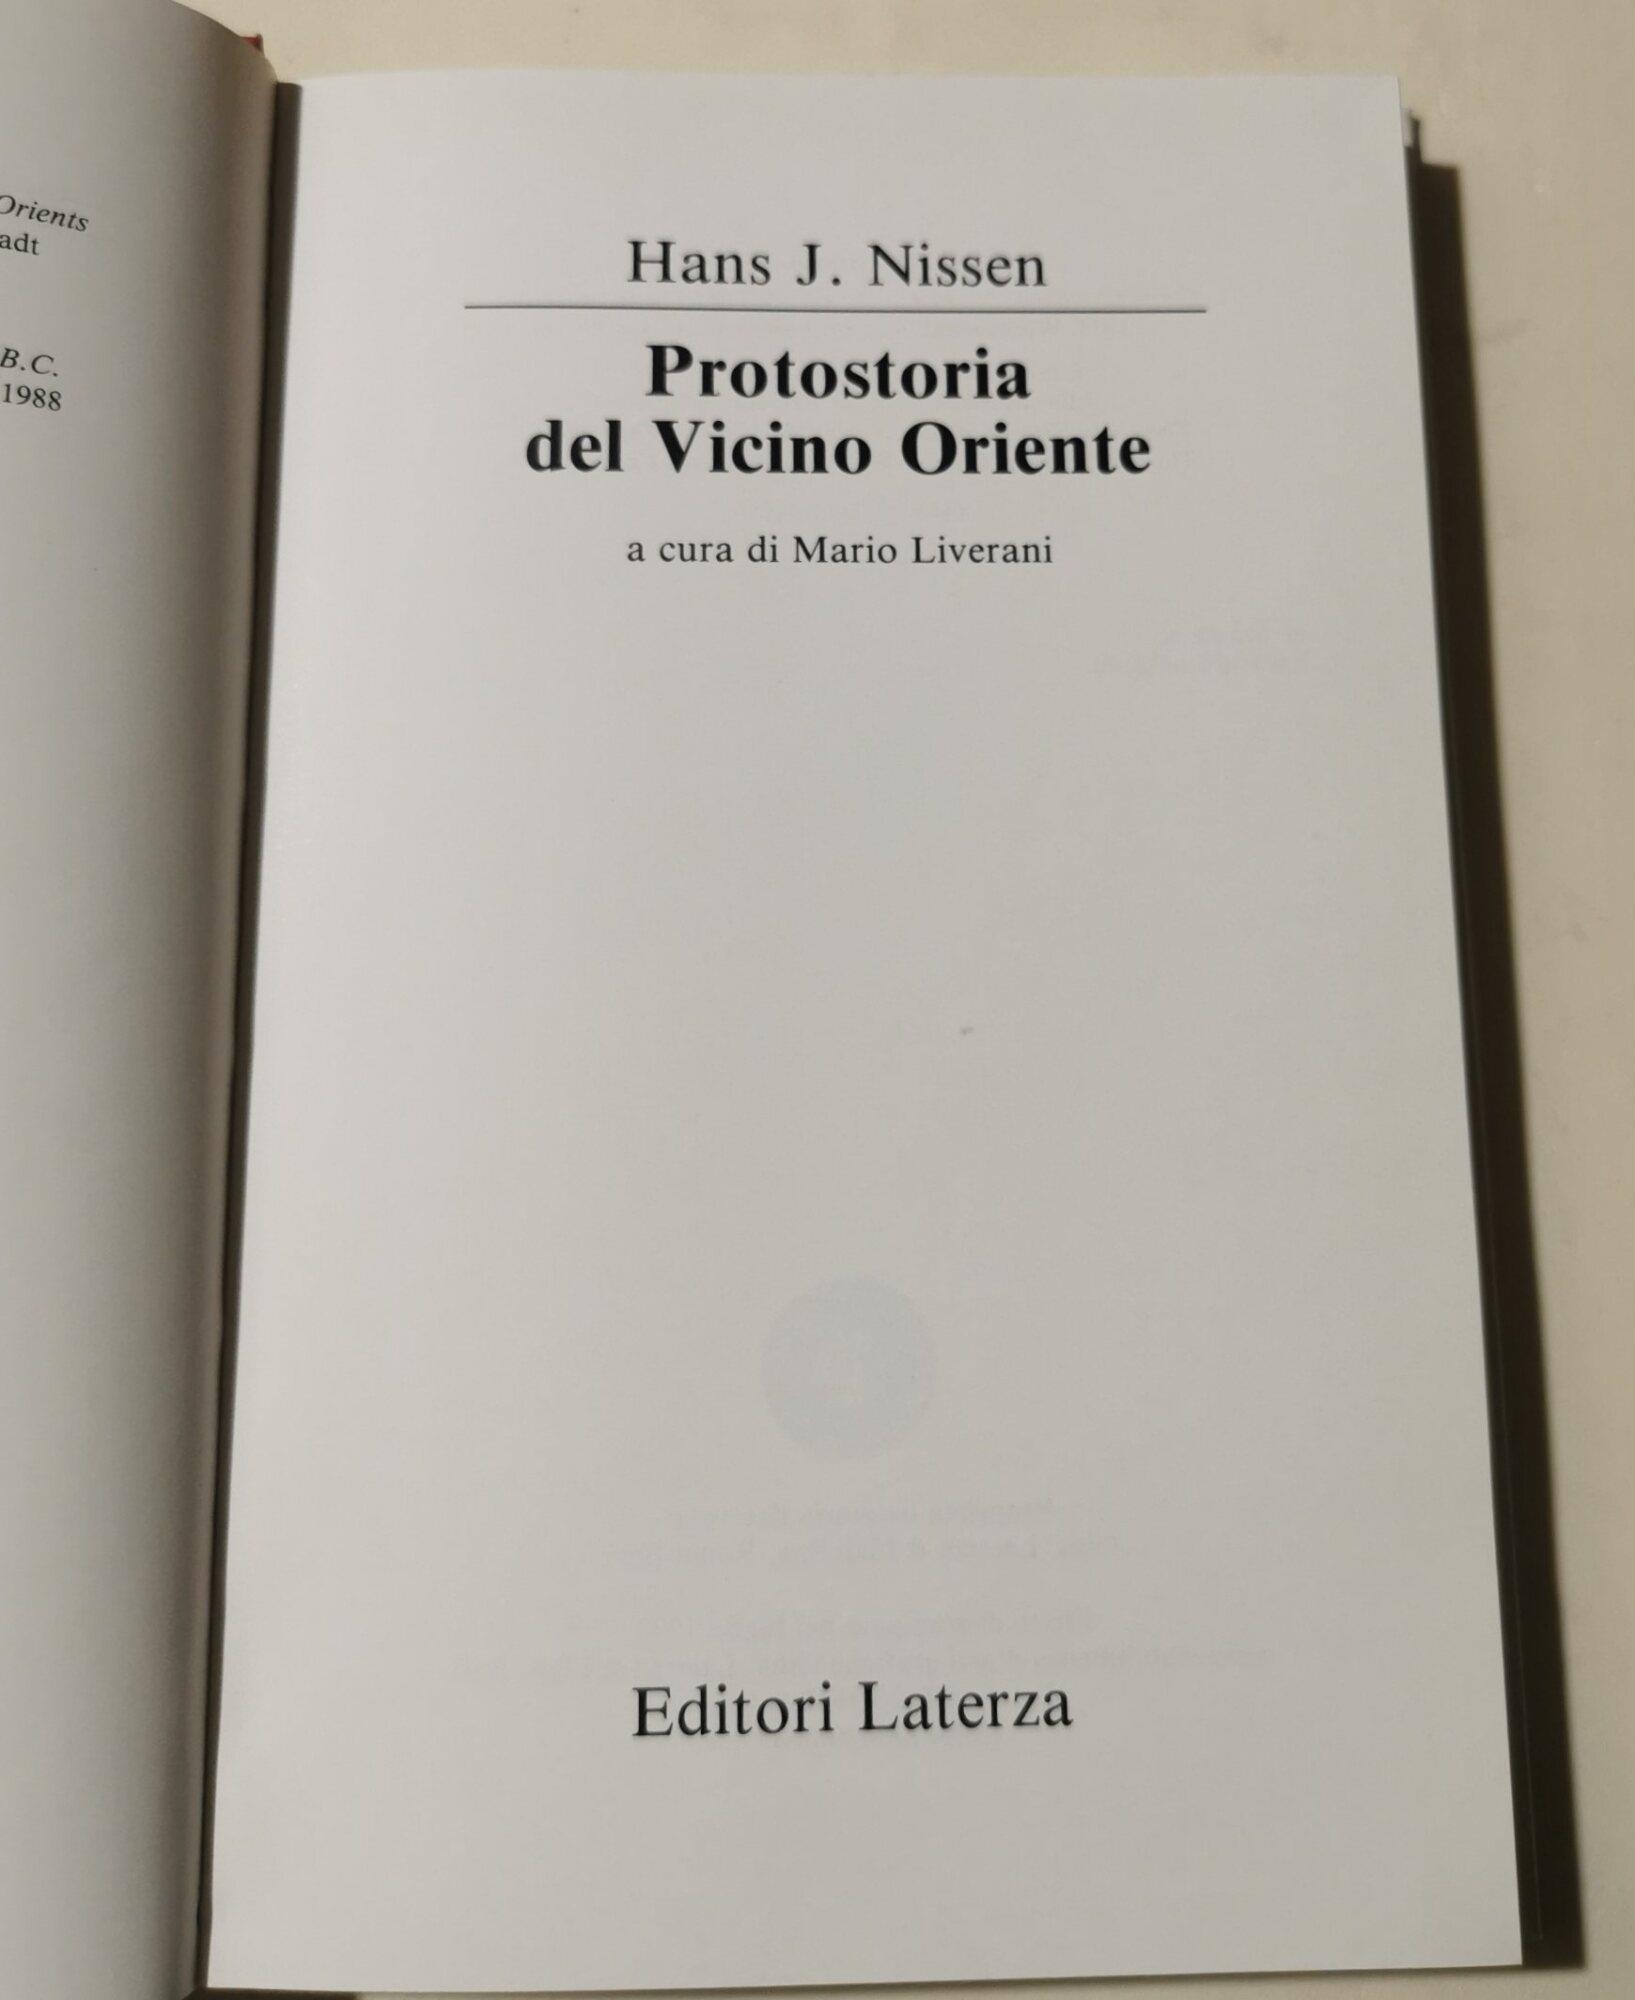 Orients
adt
B.C.
1988
Hans J. Nissen
Protostoria
del Vicino Oriente
a cura di Mario Liverani
Editori Laterza